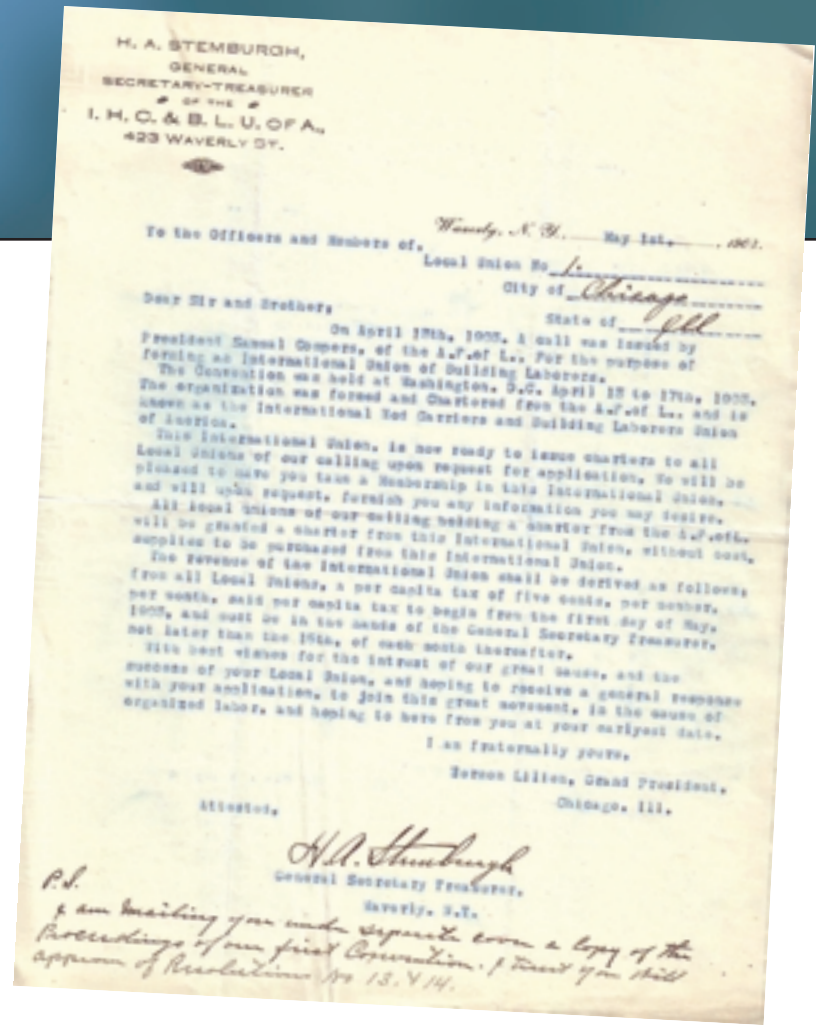 H. A. STEMBURGH,
GENERAL
SECRETARY-TREASURER
OF THE
I. H. C. & B. L. U. OF A.,
423 WAVERLY ST.
Waverly, N. Y. May 1st. 1903.
To the Officers and Members of.
Local Union No 1.
City of Chicago
State of Ill
Dear Sir and Brother,
On April 13th. 1903. A call was issued by
President Samual Gompers, of the A.F.of L.. For the purpose of
forming an International Union of Building Laborers.
The Convention was held at Washington. D.C. April 13 to 17th. 1903.
The organization was formed and Chartered from the A.F.of L.. and is
known as the International Hod Carriers and Building Laborers Union
of America.
This International Union. is now ready to issue charters to all
Local Unions of our calling upon request for application. We will be
pleased to have you take a Membership in this International Union.
and will upon request. furnish you any information you may desire.
All local unions of our calling holding a charter from the A.F.ofL.
will be granted a charter from this International Union. without cost.
supplies to be purchased from this International Union.
The revenue of the International Union shall be derived as follows.
from all Local Unions. a per capita tax of five cents. per member.
per month. said per capita tax to begin from the first day of May.
1903. and must be in the hands of the General Secretary Treasurer.
not later than the 15th. of each month thereafter.
With best wishes for the intrust of our great cause. and the
success of your Local Union. and hoping to receive a general response
with your application. to join this great movement. in the cause of
organized labor. and hoping to here from you at your earlyest date.
I am fraternally yours.
Herman Lilien. Grand President.
Chicago. Ill.
Attested.
H.A. Stemburgh
General Secretary Treasurer.
Waverly. N.Y.
P.S.
I am mailing you under seperate cover a copy of the
Proceedings of our first Convention. I trust you will
approve of Resolutions No 13. & 14.